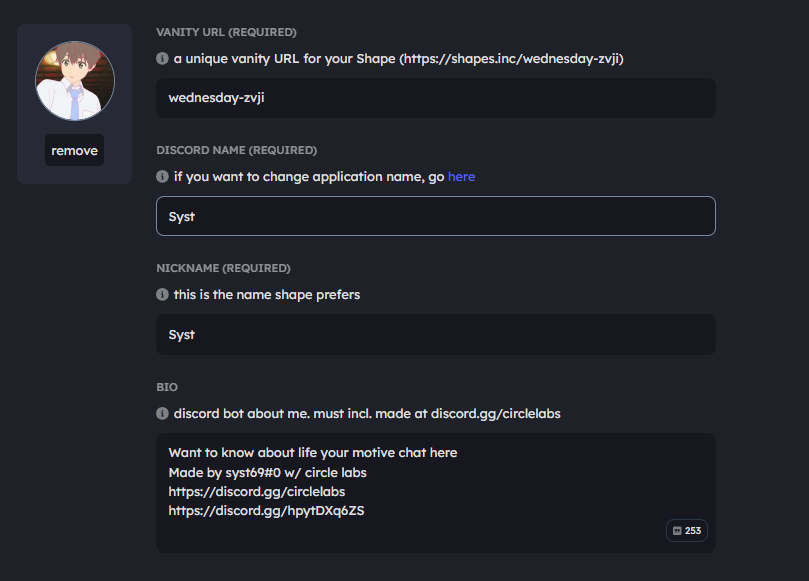 remove
VANITY URL (REQUIRED)
a unique vanity URL for your Shape (https://shapes.inc/wednesday-zvji)
wednesday-zvji
DISCORD NAME (REQUIRED)
if you want to change application name, go here
Syst
NICKNAME (REQUIRED)
this is the name shape prefers
Syst
BIO
discord bot about me. must incl. made at discord.gg/circlelabs
Want to know about life your motive chat here
Made by syst69#0 w/ circle labs
https://discord.gg/circlelabs
https://discord.gg/hpytDXq6ZS
253